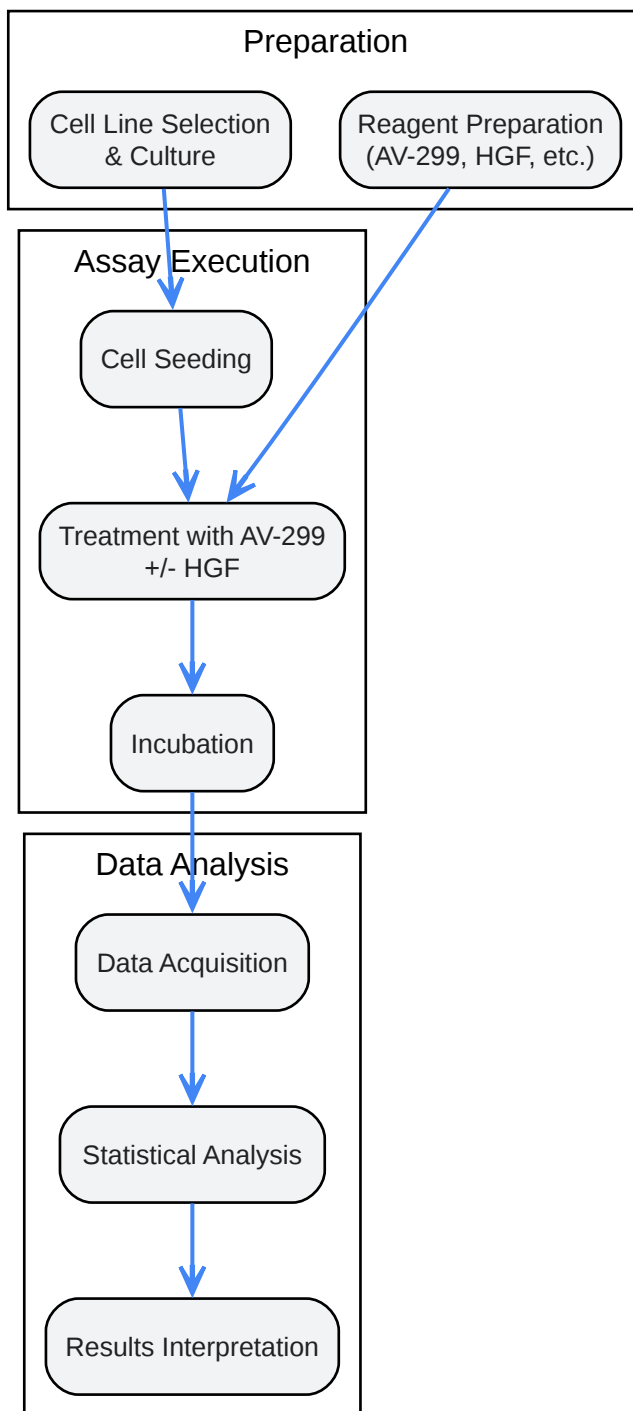 Preparation
Cell Line Selection
& Culture
Reagent Preparation
(AV-299, HGF, etc.)
Assay Execution
Cell Seeding
Treatment with AV-299
+/- HGF
Incubation
Data Analysis
Data Acquisition
Statistical Analysis
Results Interpretation